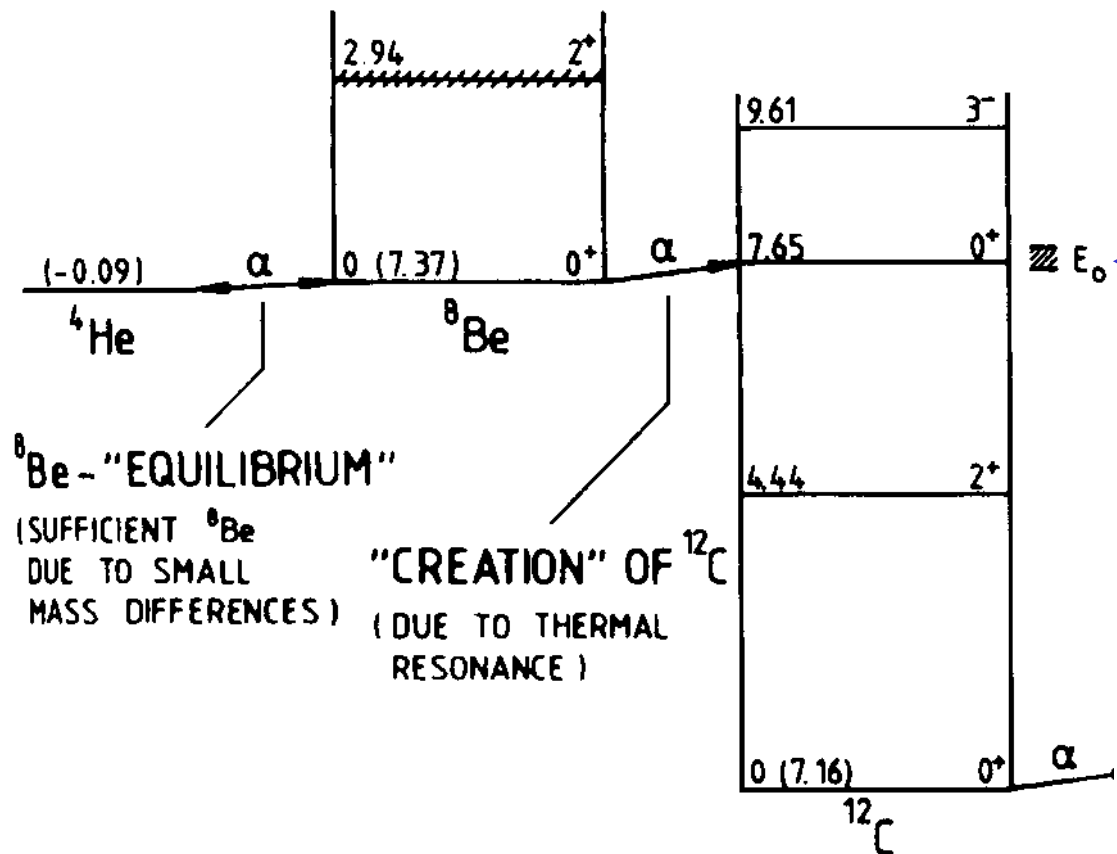 2.94 2⁺
9.61 3⁻
(-0.09) α 0 (7.37) 0⁺ α 7.65 0⁺ E₀
⁴He ⁸Be
⁸Be - "EQUILIBRIUM"
(SUFFICIENT ⁸Be
DUE TO SMALL
MASS DIFFERENCES)
4.44 2⁺
"CREATION" OF ¹²C
(DUE TO THERMAL
RESONANCE)
0 (7.16) 0⁺ α
¹²C